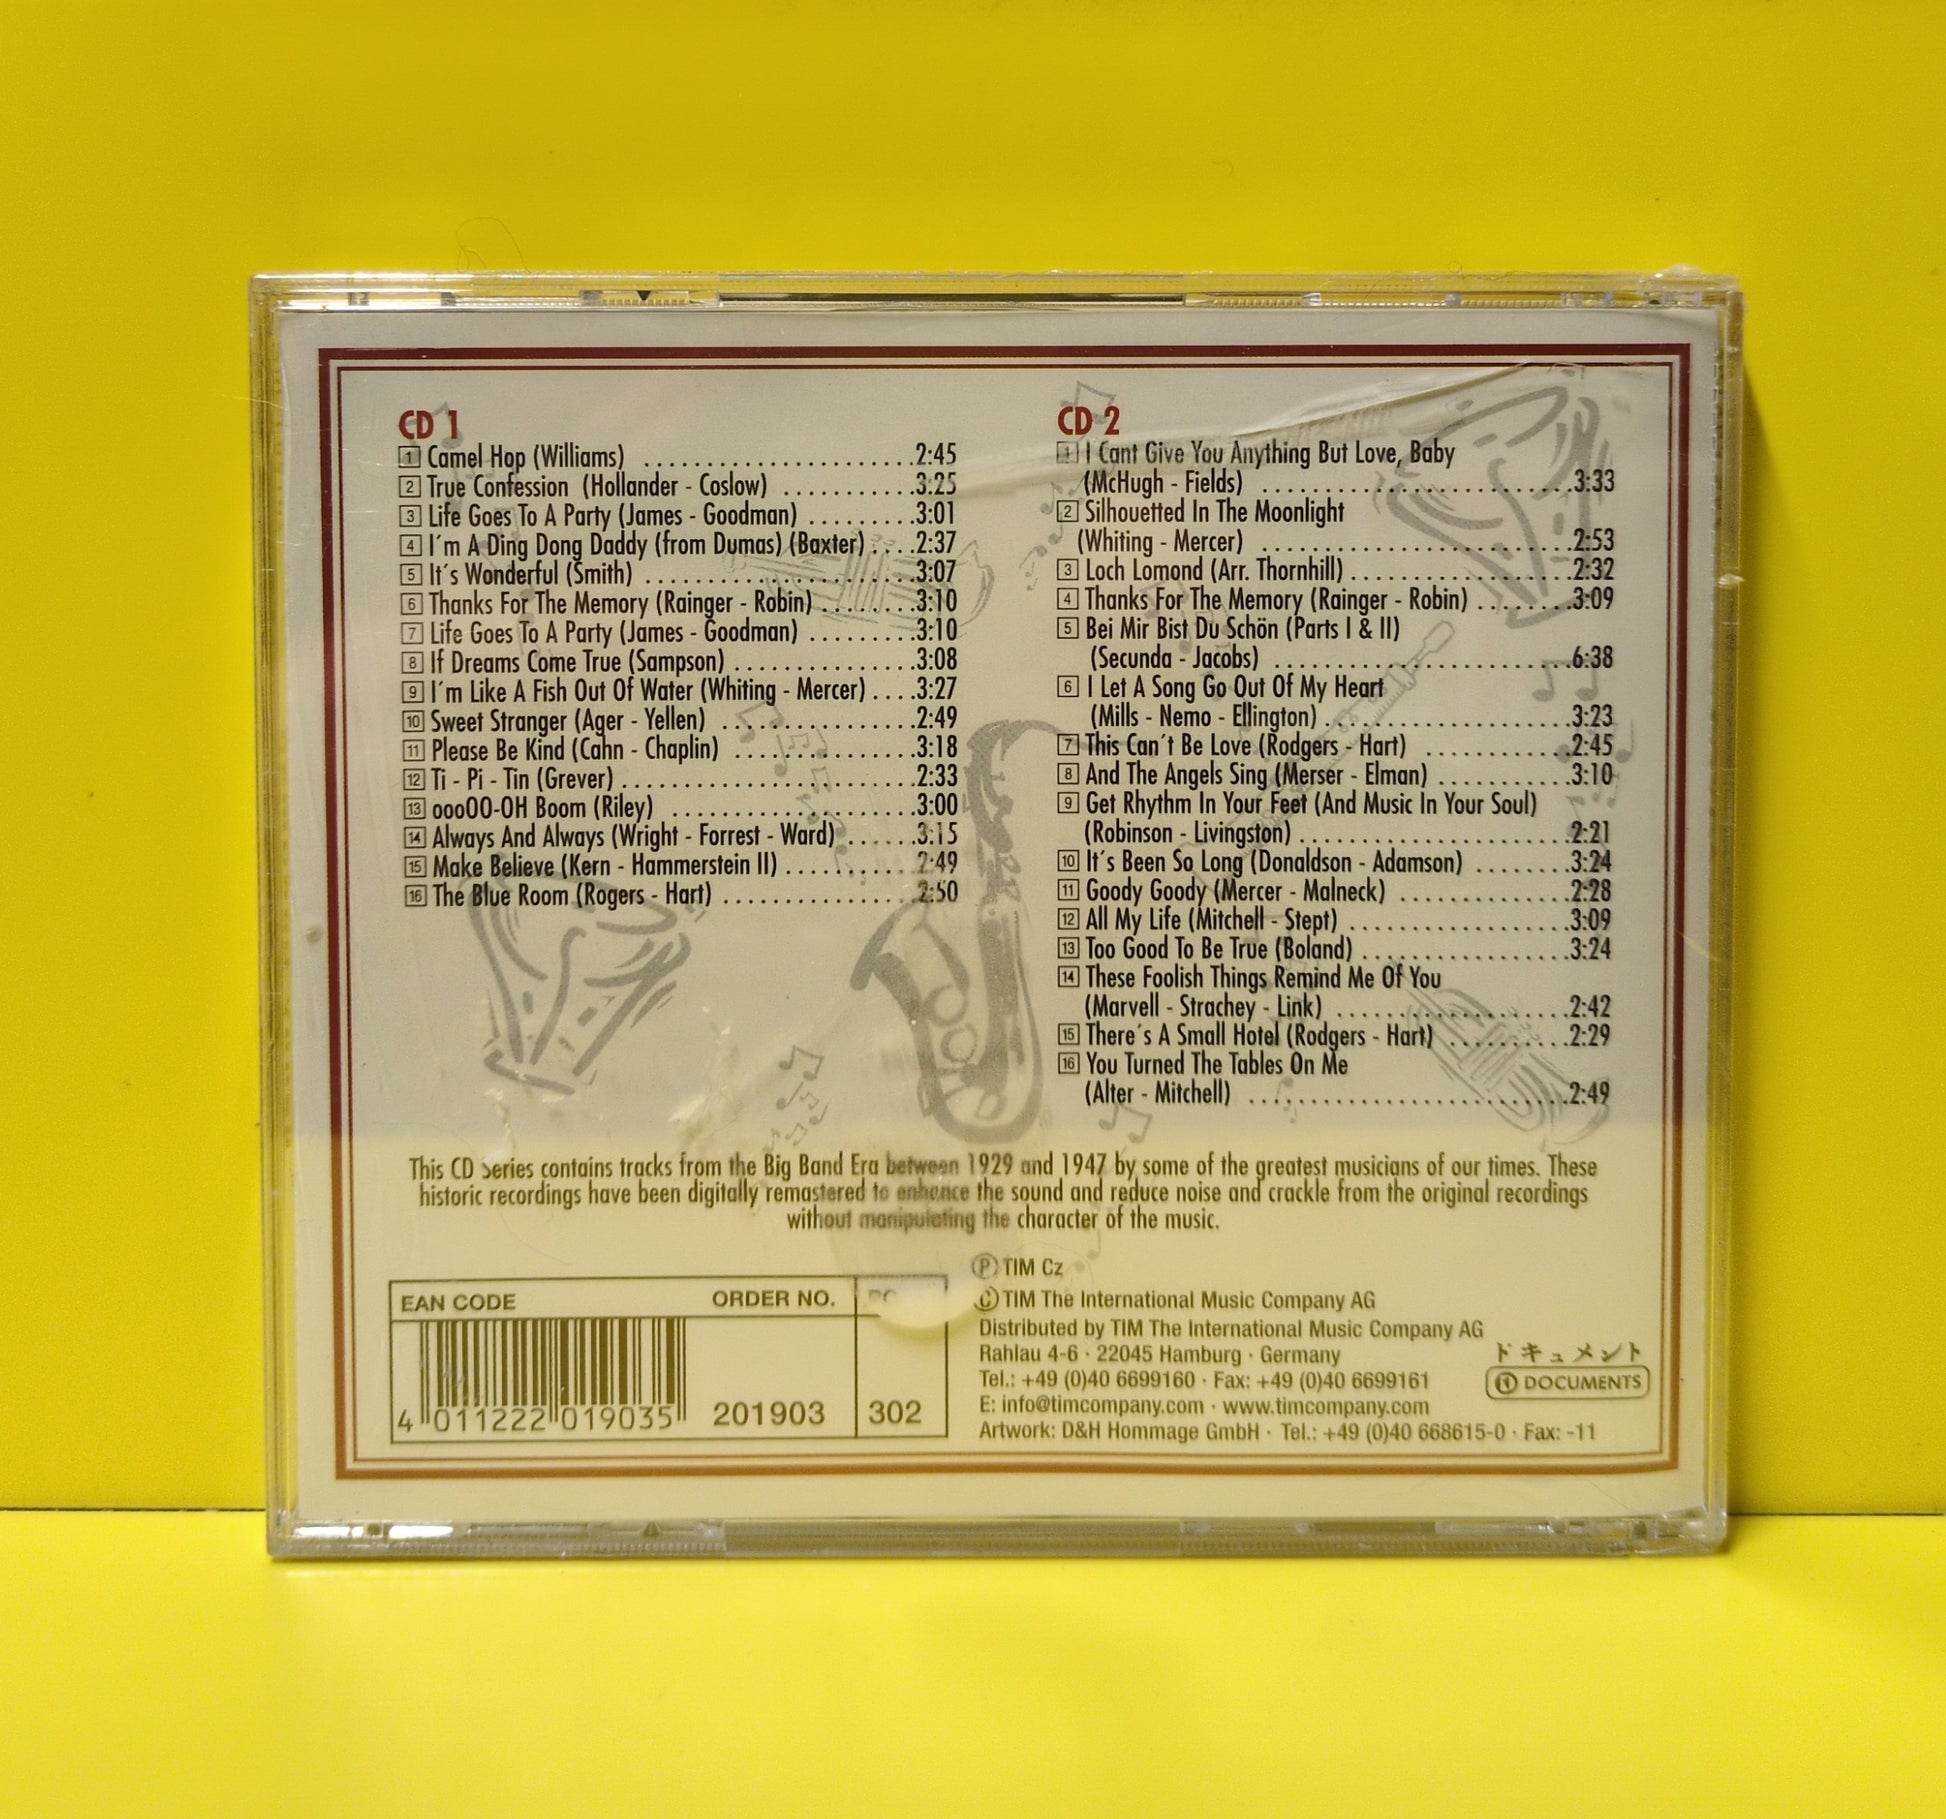 CD 1
1 Camel Hop (Williams) ......................2:45
2 True Confession (Hollander - Coslow) ...........3:25
3 Life Goes To A Party (James - Goodman) .........3:01
4 I´m A Ding Dong Daddy (from Dumas) (Baxter) ....2:37
5 It´s Wonderful (Smith) ......................3:07
6 Thanks For The Memory (Rainger - Robin) ........3:10
7 Life Goes To A Party (James - Goodman) .........3:10
8 If Dreams Come True (Sampson) ...............3:08
9 I´m Like A Fish Out Of Water (Whiting - Mercer) ....3:27
10 Sweet Stranger (Ager - Yellen) ................2:49
11 Please Be Kind (Cahn - Chaplin) ...............3:18
12 Ti - Pi - Tin (Grever) ........................2:33
13 oooOO-OH Boom (Riley) ....................3:00
14 Always And Always (Wright - Forrest - Ward) ......3:15
15 Make Believe (Kern - Hammerstein II) ...........2:49
16 The Blue Room (Rogers - Hart) ................2:50
CD 2
1 I Cant Give You Anything But Love, Baby
(McHugh - Fields) .........................3:33
2 Silhouetted In The Moonlight
(Whiting - Mercer) .........................2:53
3 Loch Lomond (Arr. Thornhill) ..................2:32
4 Thanks For The Memory (Rainger - Robin) ........3:09
5 Bei Mir Bist Du Schön (Parts I & II)
(Secunda - Jacobs) ........................6:38
6 I Let A Song Go Out Of My Heart
(Mills - Nemo - Ellington) ....................3:23
7 This Can´t Be Love (Rodgers - Hart) ............2:45
8 And The Angels Sing (Merser - Elman) ...........3:10
9 Get Rhythm In Your Feet (And Music In Your Soul)
(Robinson - Livingston) ......................2:21
10 It´s Been So Long (Donaldson - Adamson) ........3:24
11 Goody Goody (Mercer - Malneck) ..............2:28
12 All My Life (Mitchell - Stept) ..................3:09
13 Too Good To Be True (Boland) .................3:24
14 These Foolish Things Remind Me Of You
(Marvell - Strachey - Link) ....................2:42
15 There´s A Small Hotel (Rodgers - Hart) ..........2:29
16 You Turned The Tables On Me
(Alter - Mitchell) ..........................2:49
This CD Series contains tracks from the Big Band Era between 1929 and 1947 by some of the greatest musicians of our times. These
historic recordings have been digitally remastered to enhance the sound and reduce noise and crackle from the original recordings
without manipulating the character of the music.
EAN CODE ORDER NO.
4 011222 019035 201903 302
Ⓟ TIM Cz
© TIM The International Music Company AG
Distributed by TIM The International Music Company AG
Rahlau 4-6 · 22045 Hamburg · Germany
Tel.: +49 (0)40 6699160 · Fax: +49 (0)40 6699161
E: info@timcompany.com · www.timcompany.com
Artwork: D&H Hommage GmbH · Tel.: +49 (0)40 668615-0 · Fax: -11
ドキュメント
DOCUMENTS